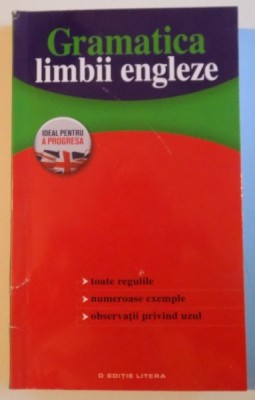 Gramatica
limbii engleze
IDEAL PENTRU
A PROGRESA
toate regulile
numeroase exemple
observații privind uzul
O EDIȚIE LITERA